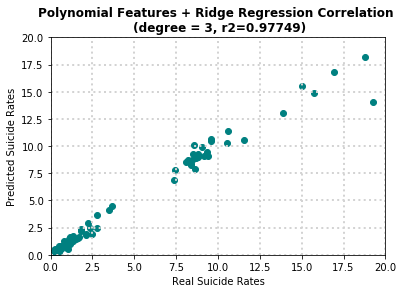 Polynomial Features + Ridge Regression Correlation
(degree = 3, r2=0.97749)
20.0
17.5
15.0
12.5
10.0
7.5
5.0
2.5
0.0
Predicted Suicide Rates
0.0 2.5 5.0 7.5 10.0 12.5 15.0 17.5 20.0
Real Suicide Rates